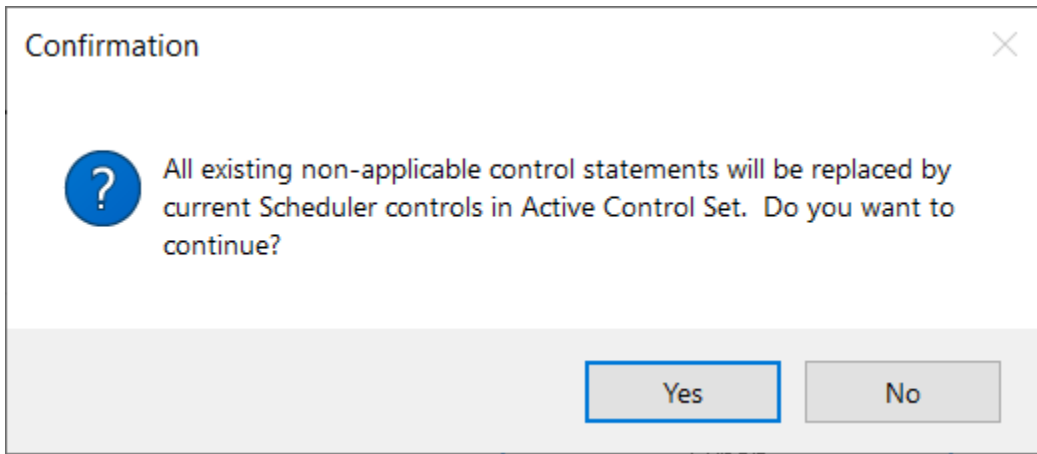 Confirmation
All existing non-applicable control statements will be replaced by
current Scheduler controls in Active Control Set.  Do you want to
continue?
Yes
No